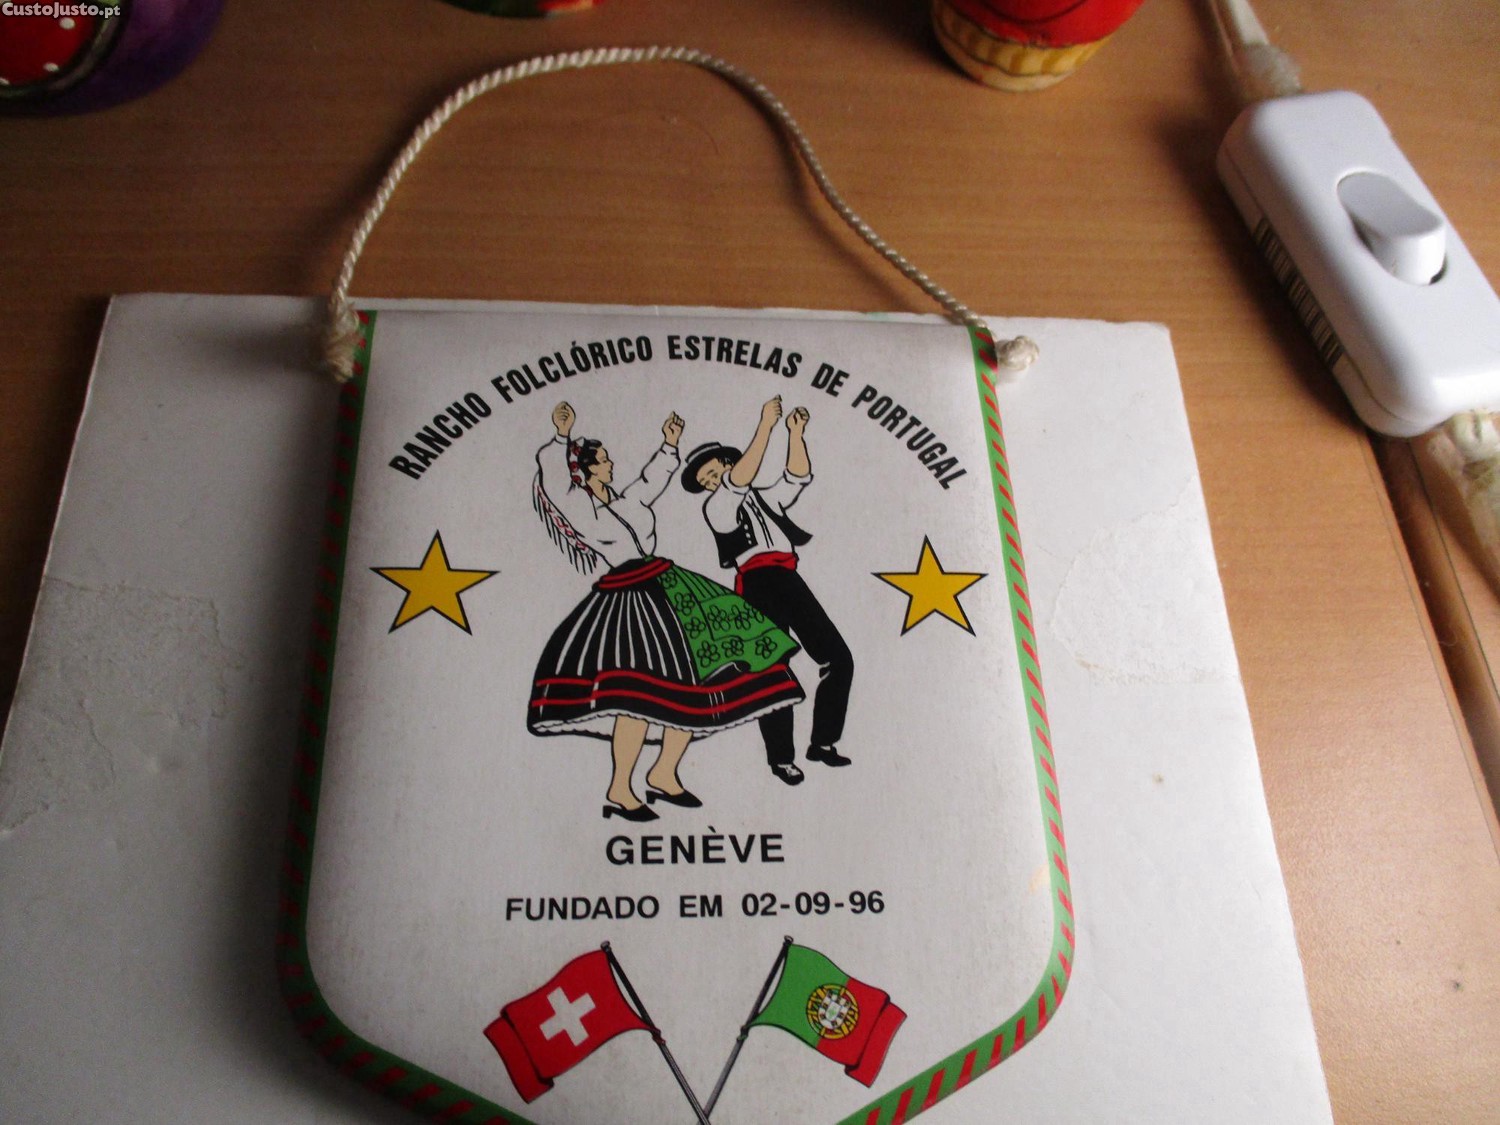 CustoJusto.pt
RANCHO FOLCLÓRICO ESTRELAS DE PORTUGAL
GENÈVE
FUNDADO EM 02-09-96